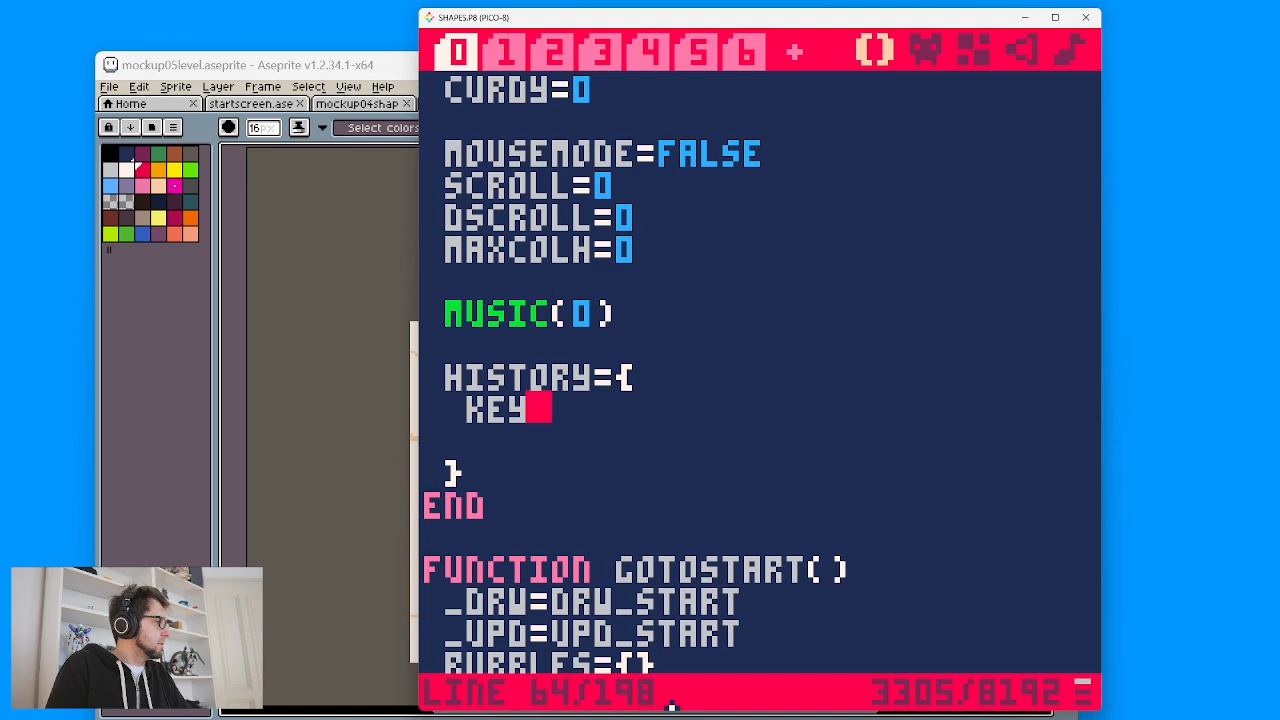 SHAPES.P8 (PICO-8)
0 1 2 3 4 5 6 +
mockup05level.aseprite - Aseprite v1.2.34.1-x64
File Edit Sprite Layer Frame Select View Help
Home startscreen.ase mockup04shap
16px Select colors
CURDY=0
MOUSEMODE=FALSE
SCROLL=0
DSCROLL=0
MAXCOLH=0
MUSIC(0)
HISTORY={
KEY
}
END
FUNCTION GOTOSTART()
_DRW=DRW_START
_UPD=UPD_START
BUBBLES={}
LINE 64/198 3305/8192